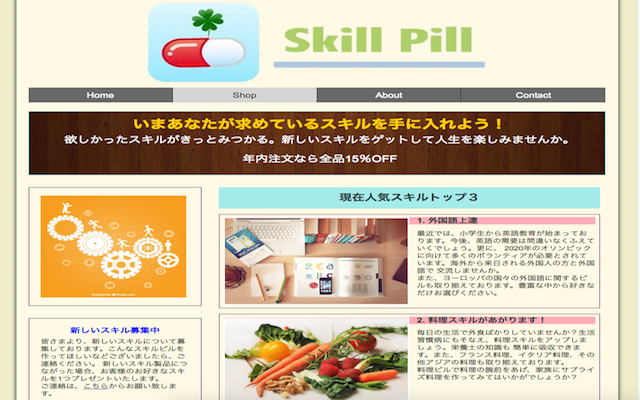 Skill Pill
Home
Shop
About
Contact
いまあなたが求めているスキルを手に入れよう！
欲しかったスキルがきっとみつかる。新しいスキルをゲットして人生を楽しみませんか。
年内注文なら全品15%OFF
現在人気スキルトップ３
1. 外国語上達
最近では、小学生から英語教育が始まってお
ります。今後、英語の需要は間違いなくふえて
いくでしょう。更に、 2020年のオリンピック
に向けて多くのボランティアが必要とされて
います。海外から来日される外国人の方と外国
語で 交流しませんか。
また、ヨーロッパの国々の外国語に関するピ
ルも取り揃えております。豊富な中から好きな
だけお選びください。
新しいスキル募集中
皆さまより、新しいスキルについて募
集しております。こんなスキルピルを
作ってほしいなどございましたら、ご
連絡ください。 新しいスキル製品につ
ながった場合、お客様のお好きなスキ
ルを1つプレゼントいたします。
ご連絡は、こちらからお願い致しま
す。
2. 料理スキルがあがります！
毎日の生活で外食ばかりしていませんか？生活
習慣病にもそなえ、料理スキルをアップしま
しょう。栄養士の知識も 簡単に吸収できま
す。また、フランス料理、イタリア料理、その
他アジアの料理も取り揃えております。
料理ピルで料理の腕前をあげ、家族にサプライ
ズ料理を作ってみてはいかがでしょうか？